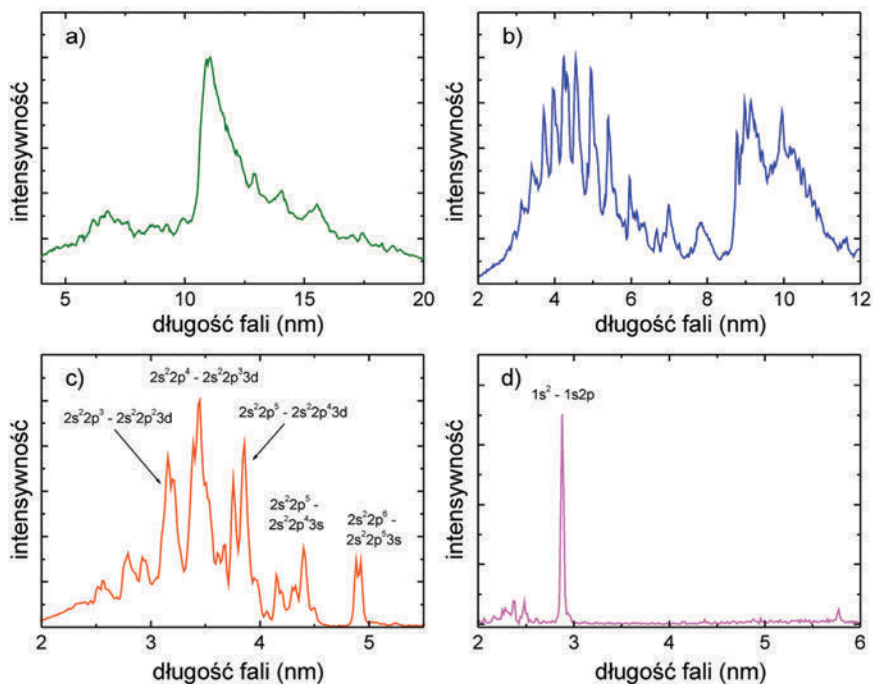 a)
intensywność
5 10 15 20
długość fali (nm)
b)
intensywność
2 4 6 8 10 12
długość fali (nm)
c)
2s²2p⁴ - 2s²2p³3d
2s²2p³ - 2s²2p²3d
2s²2p⁵ - 2s²2p⁴3d
2s²2p⁵ -
2s²2p⁴3s
2s²2p⁶ -
2s²2p⁵3s
intensywność
2 3 4 5
długość fali (nm)
d)
1s² - 1s2p
intensywność
2 3 4 5 6
długość fali (nm)